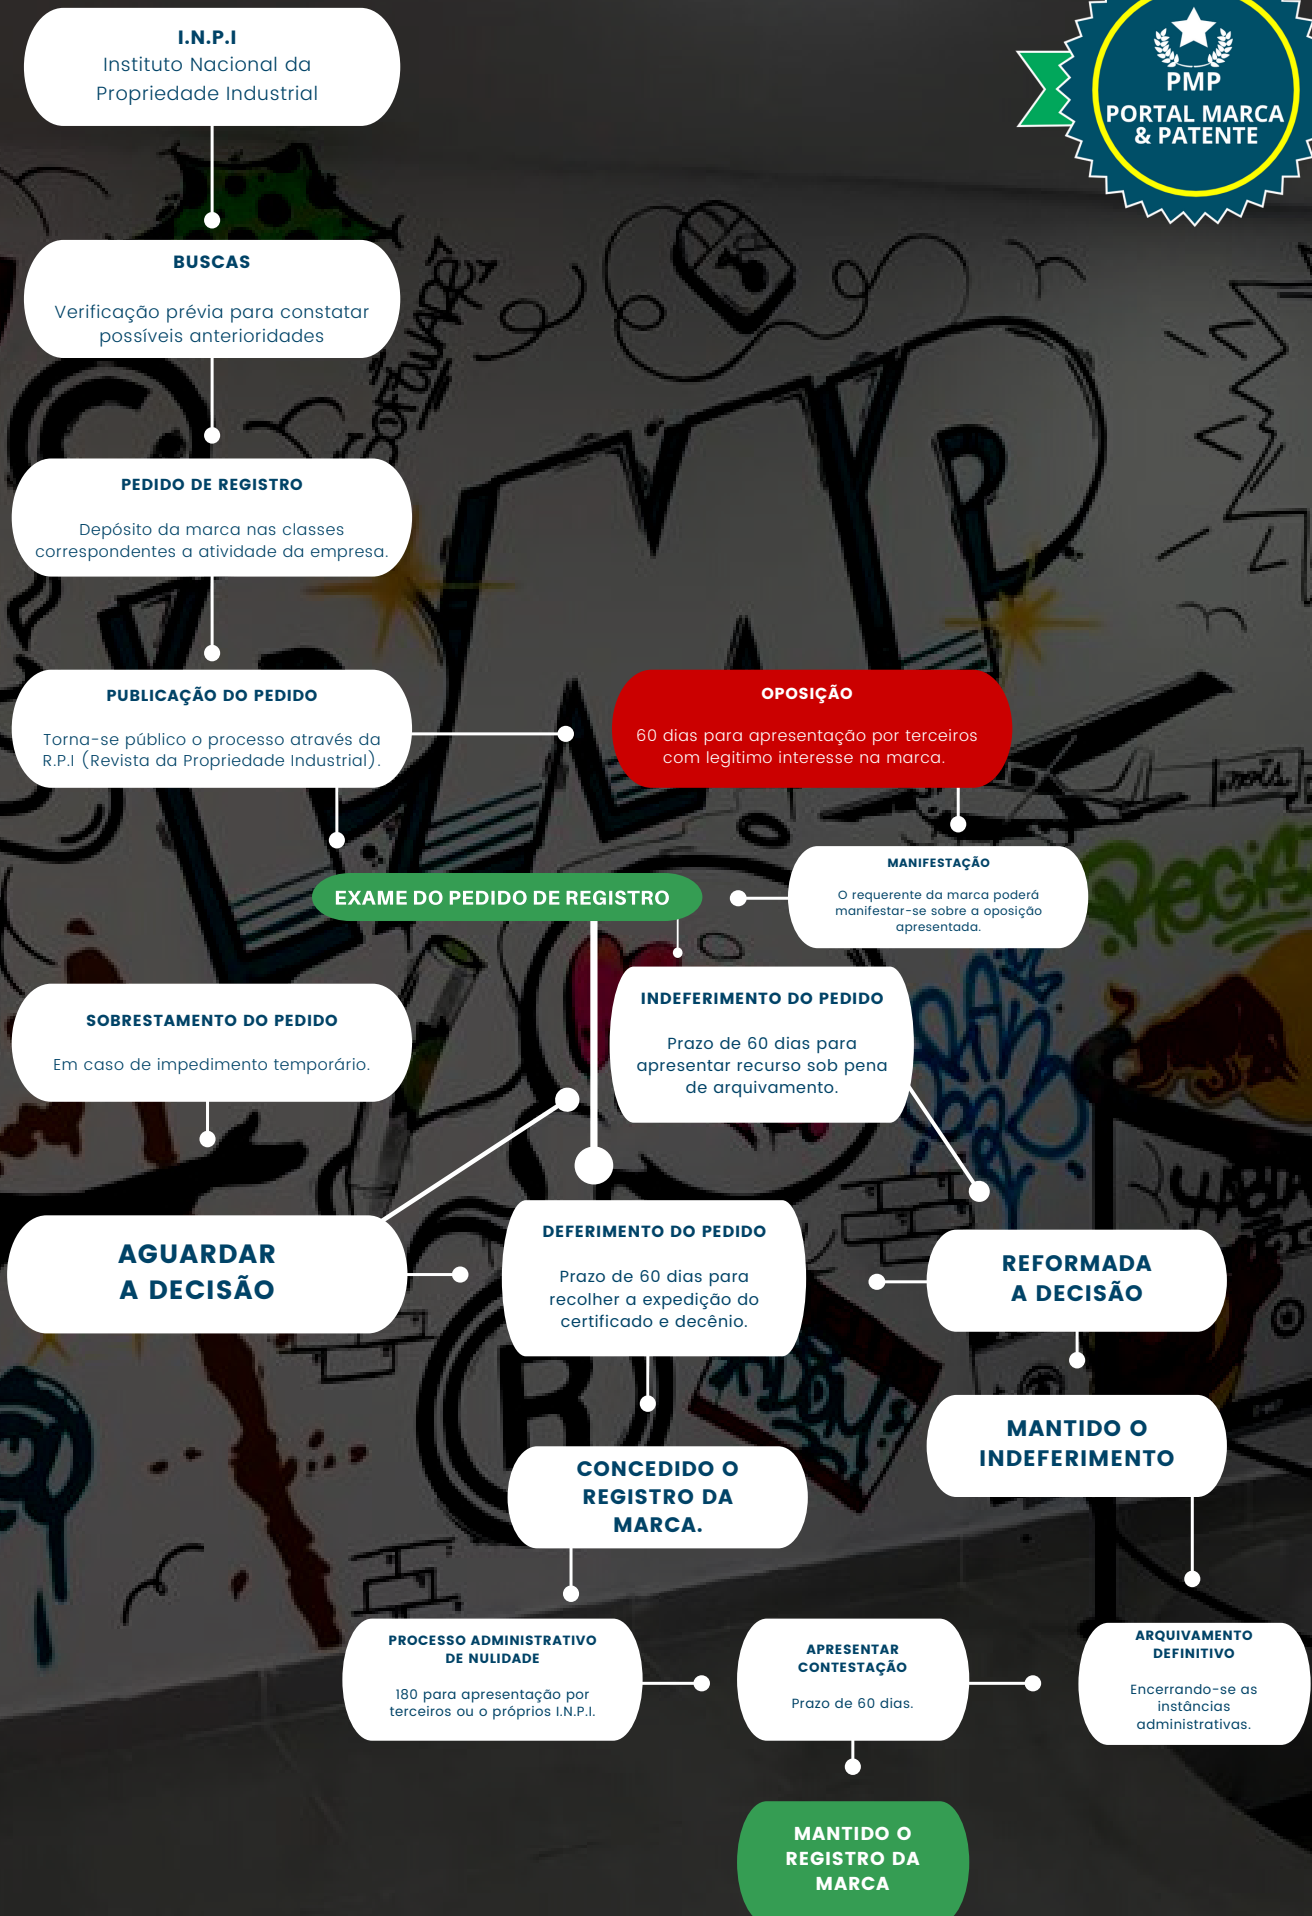 I.N.P.I
Instituto Nacional da
Propriedade Industrial
PMP
PORTAL MARCA
& PATENTE
BUSCAS
Verificação prévia para constatar
possíveis anterioridades
SOFTWARE
PEDIDO DE REGISTRO
Depósito da marca nas classes
correspondentes a atividade da empresa.
PUBLICAÇÃO DO PEDIDO
Torna-se público o processo através da
R.P.I (Revista da Propriedade Industrial).
OPOSIÇÃO
60 dias para apresentação por terceiros
com legitimo interesse na marca.
MANIFESTAÇÃO
O requerente da marca poderá
manifestar-se sobre a oposição
apresentada.
EXAME DO PEDIDO DE REGISTRO
INDEFERIMENTO DO PEDIDO
Prazo de 60 dias para
apresentar recurso sob pena
de arquivamento.
SOBRESTAMENTO DO PEDIDO
Em caso de impedimento temporário.
AGUARDAR
A DECISÃO
DEFERIMENTO DO PEDIDO
Prazo de 60 dias para
recolher a expedição do
certificado e decênio.
REFORMADA
A DECISÃO
MANTIDO O
INDEFERIMENTO
R
CONCEDIDO O
REGISTRO DA
MARCA.
PROCESSO ADMINISTRATIVO
DE NULIDADE
180 para apresentação por
terceiros ou o próprios I.N.P.I.
APRESENTAR
CONTESTAÇÃO
Prazo de 60 dias.
ARQUIVAMENTO
DEFINITIVO
Encerrando-se as
instâncias
administrativas.
MANTIDO O
REGISTRO DA
MARCA